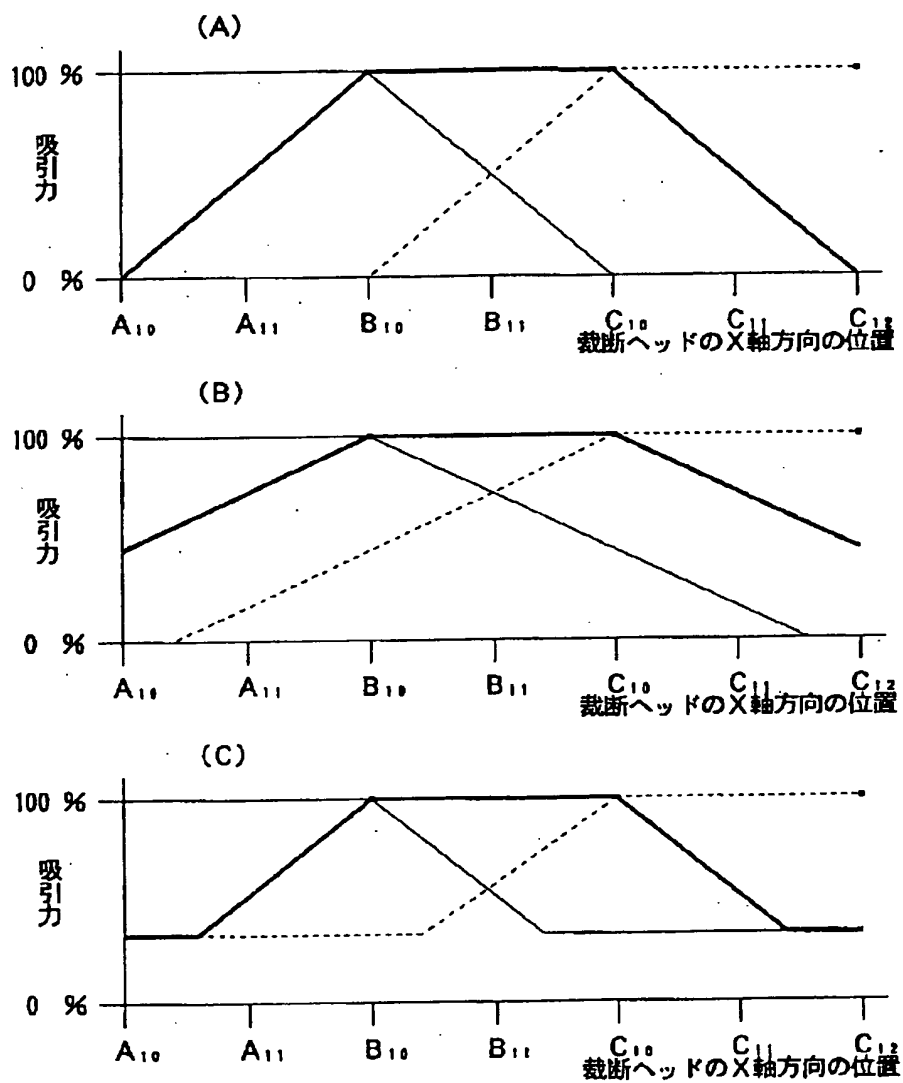 (A)
100 %
吸引力
0 %
A₁₀ A₁₁ B₁₀ B₁₁ C₁₀ C₁₁ C₁₂
裁断ヘッドのX軸方向の位置
(B)
100 %
吸引力
0 %
A₁₀ A₁₁ B₁₀ B₁₁ C₁₀ C₁₁ C₁₂
裁断ヘッドのX軸方向の位置
(C)
100 %
吸引力
0 %
A₁₀ A₁₁ B₁₀ B₁₁ C₁₀ C₁₁ C₁₂
裁断ヘッドのX軸方向の位置